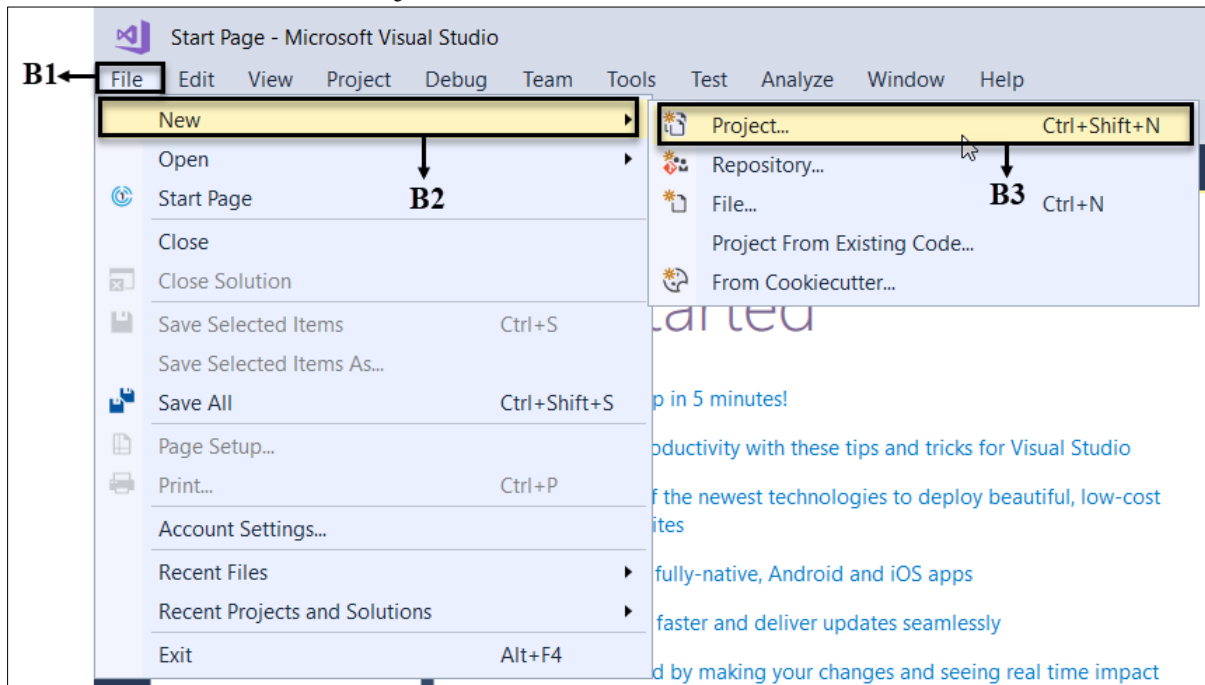 Start Page - Microsoft Visual Studio
B1 File Edit View Project Debug Team Tools Test Analyze Window Help
New
Project... Ctrl+Shift+N
Open
Repository...
B2
B3
Start Page
File... Ctrl+N
Close
Project From Existing Code...
Close Solution
From Cookiecutter...
Save Selected Items Ctrl+S
arted
Save Selected Items As...
Save All Ctrl+Shift+S
p in 5 minutes!
Page Setup...
oductivity with these tips and tricks for Visual Studio
Print... Ctrl+P
f the newest technologies to deploy beautiful, low-cost
ites
Account Settings...
Recent Files
fully-native, Android and iOS apps
Recent Projects and Solutions
faster and deliver updates seamlessly
Exit Alt+F4
d by making your changes and seeing real time impact